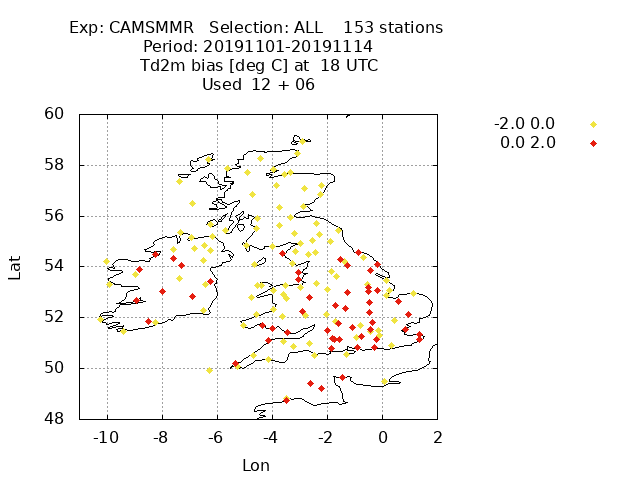 Exp: CAMSMMR   Selection: ALL    153 stations
Period: 20191101-20191114
Td2m bias [deg C] at  18 UTC
Used  12 + 06
-2.0 0.0
0.0 2.0
60
58
56
54
52
50
48
Lat
-10 -8 -6 -4 -2 0 2
Lon